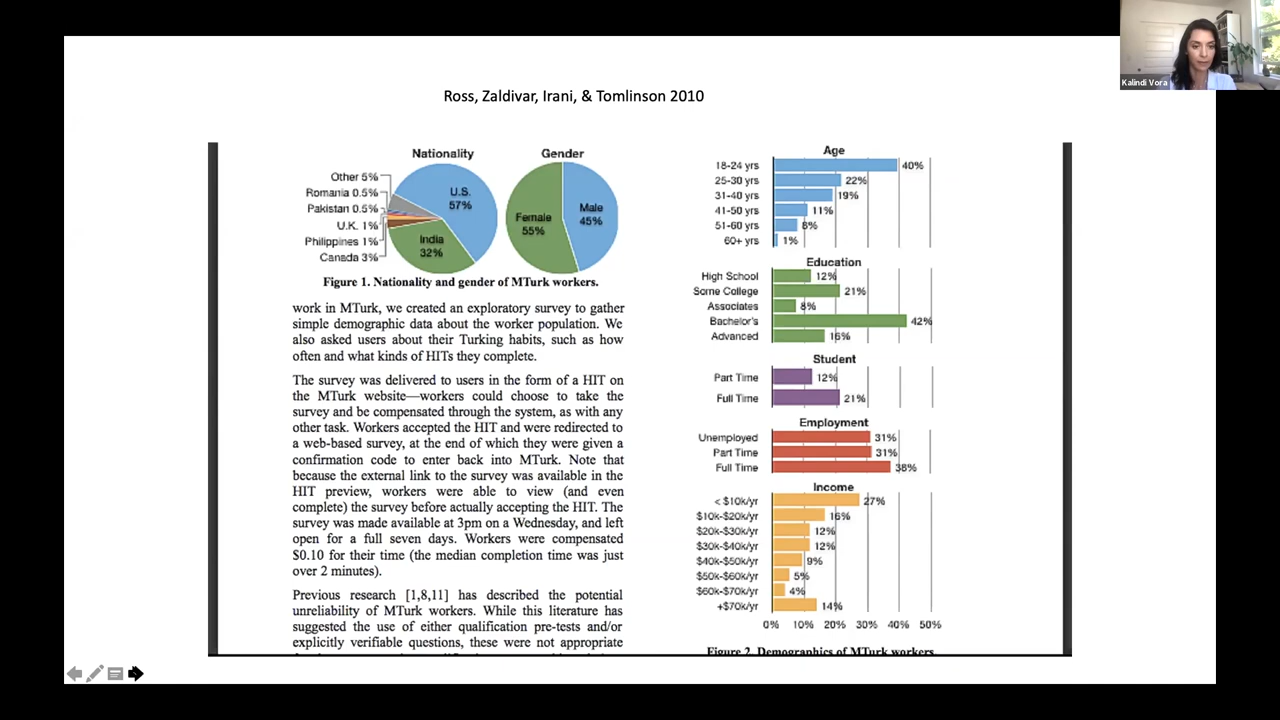 Kalindi Vora
Ross, Zaldivar, Irani, & Tomlinson 2010
Nationality
Other 5%
Romania 0.5%
Pakistan 0.5%
U.K. 1%
Philippines 1%
Canada 3%
U.S.
57%
India
32%
Gender
Female
55%
Male
45%
Figure 1. Nationality and gender of MTurk workers.
work in MTurk, we created an exploratory survey to gather
simple demographic data about the worker population. We
also asked users about their Turking habits, such as how
often and what kinds of HITs they complete.
The survey was delivered to users in the form of a HIT on
the MTurk website—workers could choose to take the
survey and be compensated through the system, as with any
other task. Workers accepted the HIT and were redirected to
a web-based survey, at the end of which they were given a
confirmation code to enter back into MTurk. Note that
because the external link to the survey was available in the
HIT preview, workers were able to view (and even
complete) the survey before actually accepting the HIT. The
survey was made available at 3pm on a Wednesday, and left
open for a full seven days. Workers were compensated
$0.10 for their time (the median completion time was just
over 2 minutes).
Previous research [1,8,11] has described the potential
unreliability of MTurk workers. While this literature has
suggested the use of either qualification pre-tests and/or
explicitly verifiable questions, these were not appropriate
Age
18-24 yrs 40%
25-30 yrs 22%
31-40 yrs 19%
41-50 yrs 11%
51-60 yrs 8%
60+ yrs 1%
Education
High School 12%
Some College 21%
Associates 8%
Bachelor's 42%
Advanced 16%
Student
Part Time 12%
Full Time 21%
Employment
Unemployed 31%
Part Time 31%
Full Time 38%
Income
< $10k/yr 27%
$10k-$20k/yr 16%
$20k-$30k/yr 12%
$30k-$40k/yr 12%
$40k-$50k/yr 9%
$50k-$60k/yr 5%
$60k-$70k/yr 4%
+$70k/yr 14%
0% 10% 20% 30% 40% 50%
Figure 2. Demographics of MTurk workers.